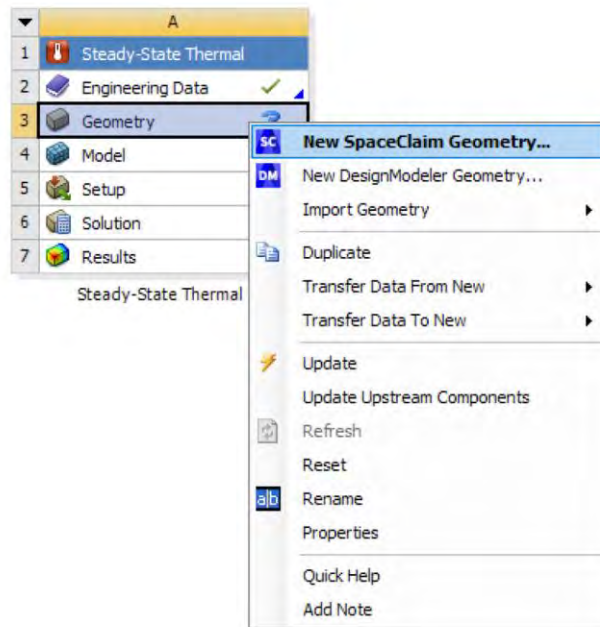 A
1 Steady-State Thermal
2 Engineering Data
3 Geometry
4 Model
5 Setup
6 Solution
7 Results
Steady-State Thermal
SC New SpaceClaim Geometry...
DM New DesignModeler Geometry...
Import Geometry
Duplicate
Transfer Data From New
Transfer Data To New
Update
Update Upstream Components
Refresh
Reset
a|b Rename
Properties
Quick Help
Add Note